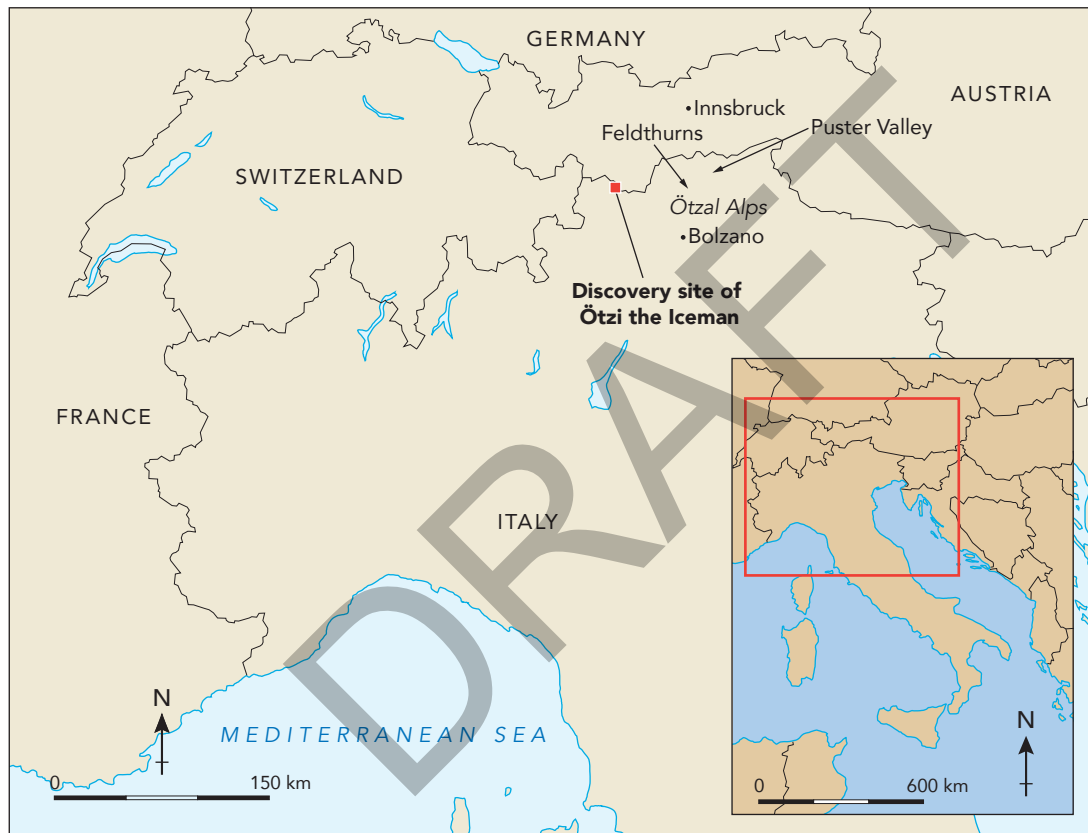 GERMANY
AUSTRIA
Innsbruck
Feldthurns
Puster Valley
SWITZERLAND
Ötzal Alps
Bolzano
Discovery site of
Ötzi the Iceman
FRANCE
ITALY
DRAFT
N
MEDITERRANEAN SEA
0 150 km
N
0 600 km